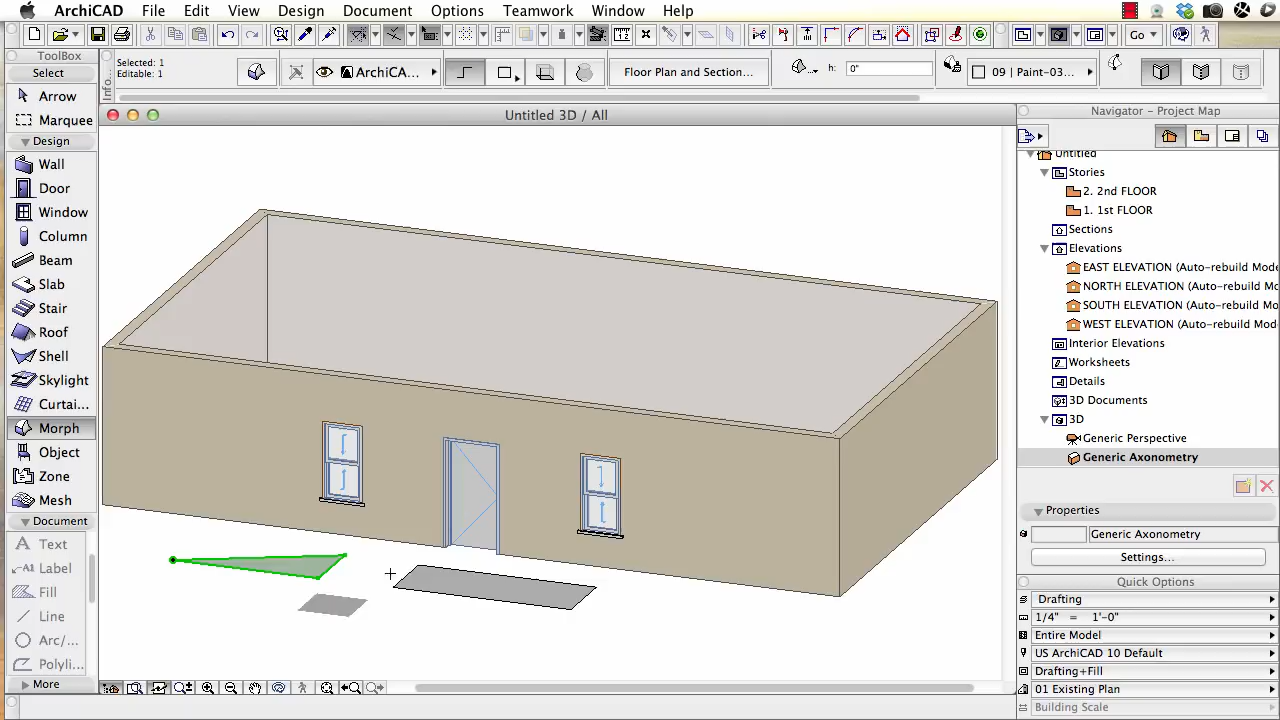 ArchiCAD File Edit View Design Document Options Teamwork Window Help
Go
ToolBox
Select
Arrow
Marquee
Design
Wall
Door
Window
Column
Beam
Slab
Stair
Roof
Shell
Skylight
Curtai...
Morph
Object
Zone
Mesh
Document
Text
Label
Fill
Line
Arc/...
Polyli...
More
Info...
Selected: 1
Editable: 1
ArchiCA...
Floor Plan and Section...
h: 0"
09 | Paint-03...
Untitled 3D / All
Navigator - Project Map
Untitled
Stories
2. 2nd FLOOR
1. 1st FLOOR
Sections
Elevations
EAST ELEVATION (Auto-rebuild Mode
NORTH ELEVATION (Auto-rebuild Mod
SOUTH ELEVATION (Auto-rebuild Mod
WEST ELEVATION (Auto-rebuild Mod
Interior Elevations
Worksheets
Details
3D Documents
3D
Generic Perspective
Generic Axonometry
Properties
Generic Axonometry
Settings...
Quick Options
Drafting
1/4" = 1'-0"
Entire Model
US ArchiCAD 10 Default
Drafting+Fill
01 Existing Plan
Building Scale